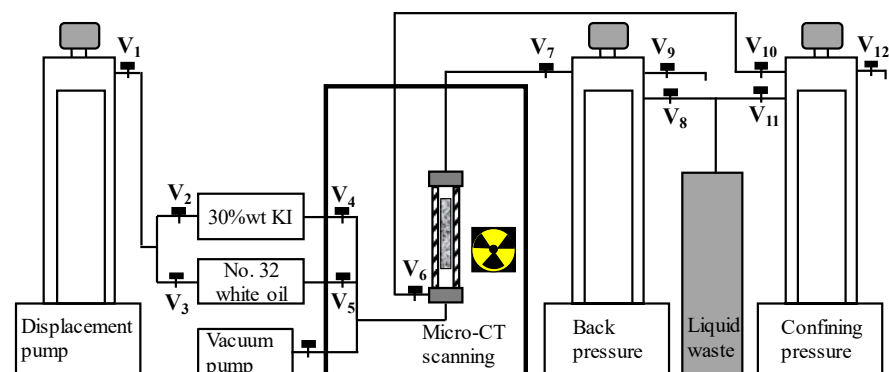 V1
V2
V3
V4
V5
V6
V7
V8
V9
V10
V11
V12
30%wt KI
No. 32
white oil
Vacuum
pump
Displacement
pump
Micro-CT
scanning
Back
pressure
Liquid
waste
Confining
pressure